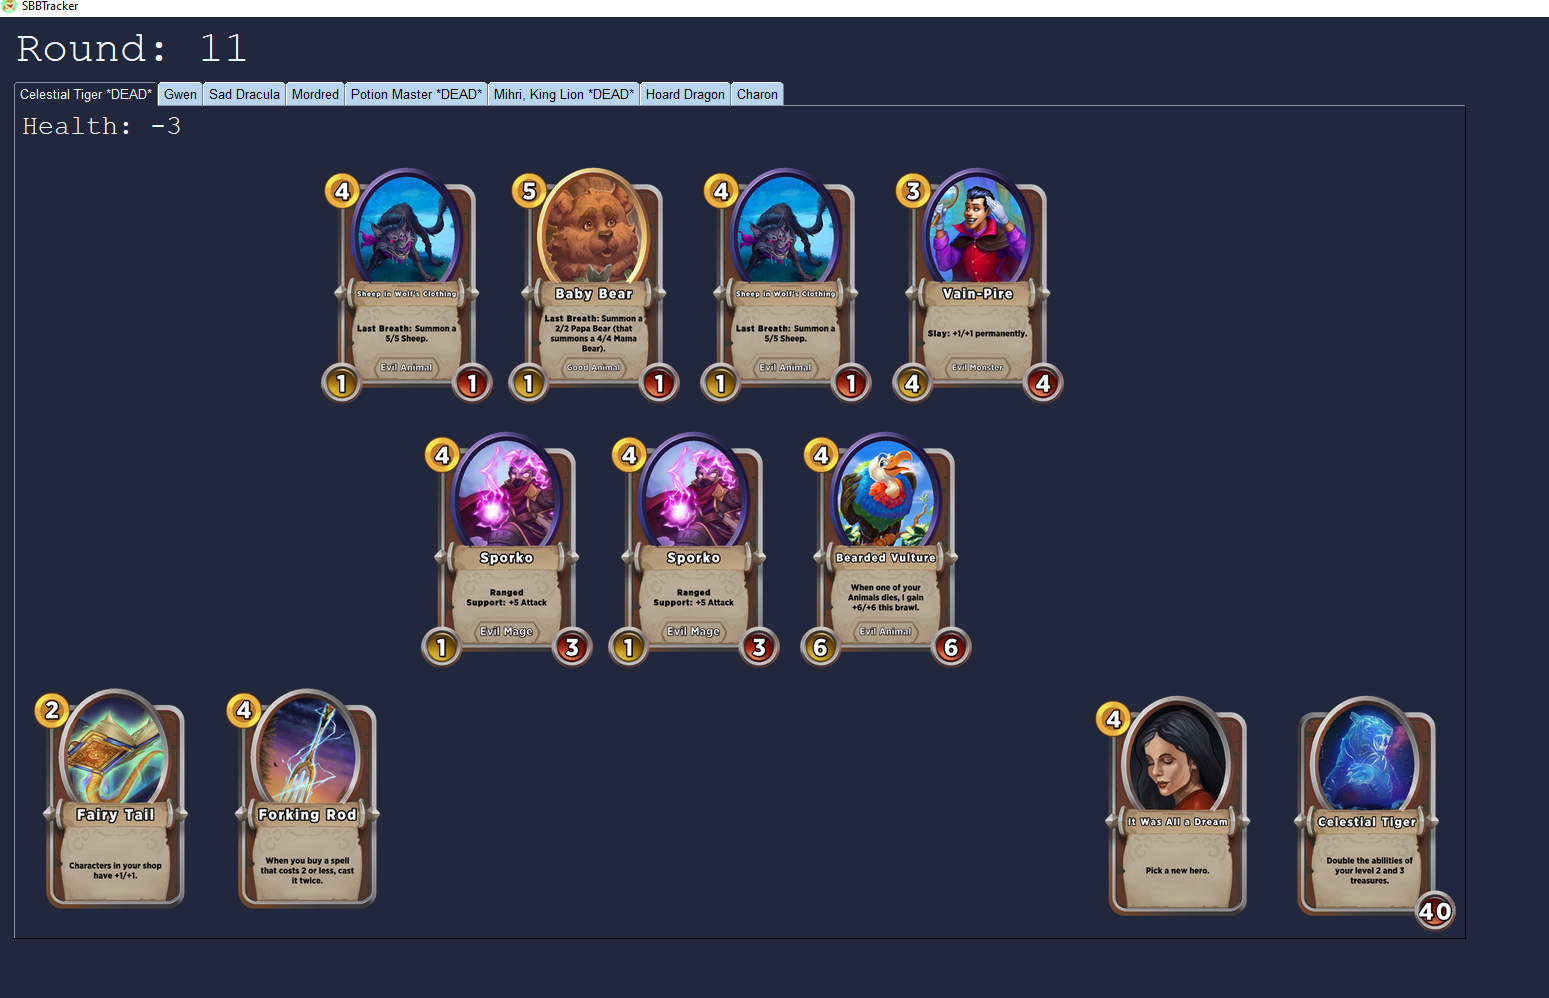 SBBTracker
Round: 11
Celestial Tiger *DEAD* Gwen Sad Dracula Mordred Potion Master *DEAD* Mihri, King Lion *DEAD* Hoard Dragon Charon
Health: -3
4
Sheep in Wolf's Clothing
Last Breath: Summon a
5/5 Sheep.
Evil Animal
1 1
5
Baby Bear
Last Breath: Summon a
2/2 Papa Bear (that
summons a 4/4 Mama
Bear).
Good Animal
1 1
4
Sheep in Wolf's Clothing
Last Breath: Summon a
5/5 Sheep.
Evil Animal
1 1
3
Vain-Pire
Slay: +1/+1 permanently.
Evil Monster
4 4
4
Sporko
Ranged
Support: +5 Attack
Evil Mage
1 3
4
Sporko
Ranged
Support: +5 Attack
Evil Mage
1 3
4
Bearded Vulture
When one of your
Animals dies, I gain
+6/+6 this brawl.
Evil Animal
6 6
2
Fairy Tail
Characters in your shop
have +1/+1.
4
Forking Rod
When you buy a spell
that costs 2 or less, cast
it twice.
4
It Was All a Dream
Pick a new hero.
Celestial Tiger
Double the abilities of
your level 2 and 3
treasures.
40